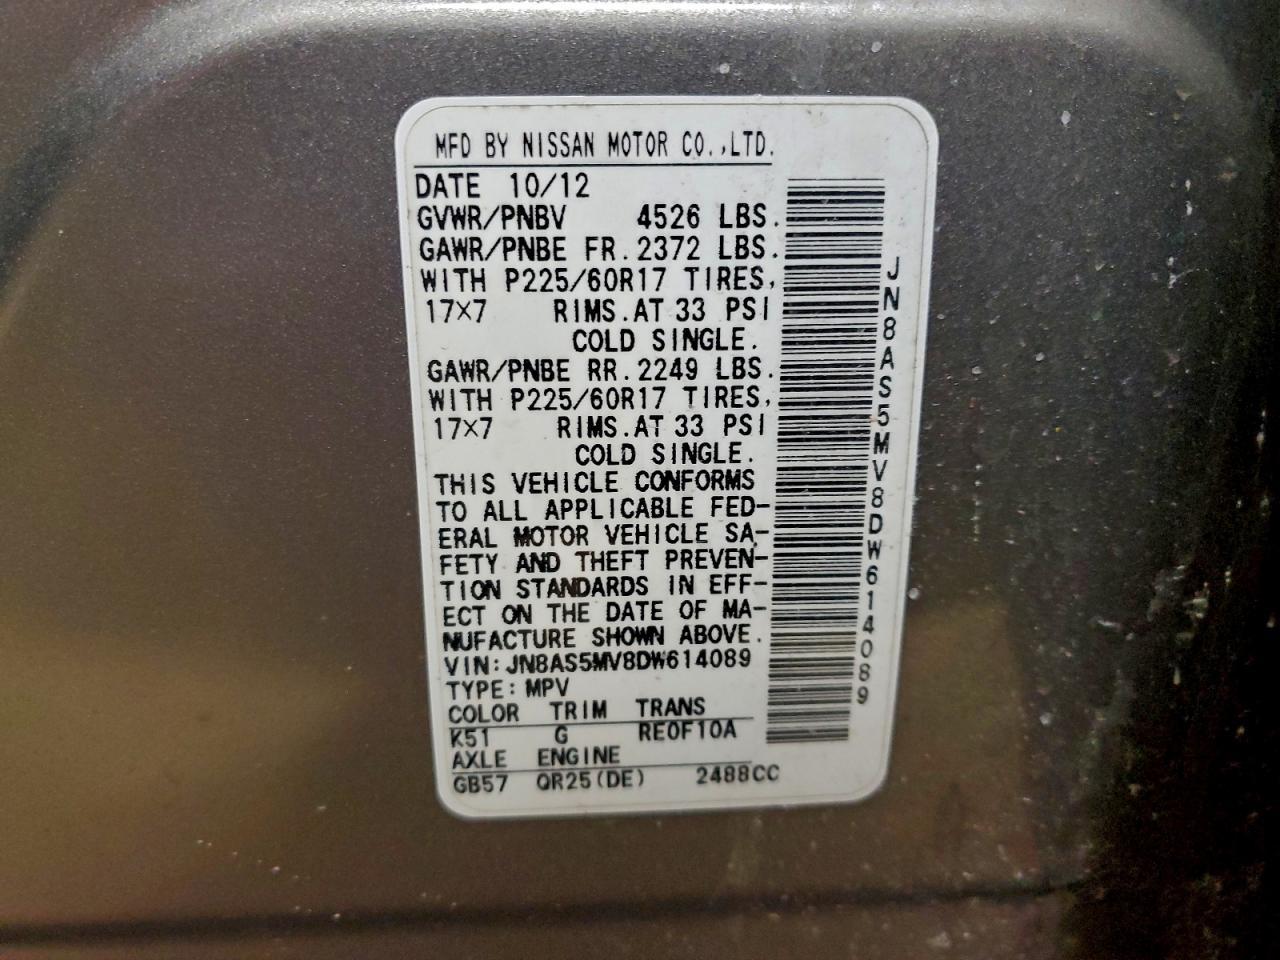 MFD BY NISSAN MOTOR CO.,LTD.
DATE 10/12
GVWR/PNBV 4526 LBS.
GAWR/PNBE FR.2372 LBS.
WITH P225/60R17 TIRES,
17×7 RIMS.AT 33 PSI
COLD SINGLE.
GAWR/PNBE RR.2249 LBS.
WITH P225/60R17 TIRES,
17×7 RIMS.AT 33 PSI
COLD SINGLE.
THIS VEHICLE CONFORMS
TO ALL APPLICABLE FED-
ERAL MOTOR VEHICLE SA-
FETY AND THEFT PREVEN-
TION STANDARDS IN EFF-
ECT ON THE DATE OF MA-
NUFACTURE SHOWN ABOVE.
VIN:JN8AS5MV8DW614089
TYPE:MPV
COLOR TRIM TRANS
K51 G RE0F10A
AXLE ENGINE
GB57 QR25(DE) 2488CC
JN8AS5MV8DW614089